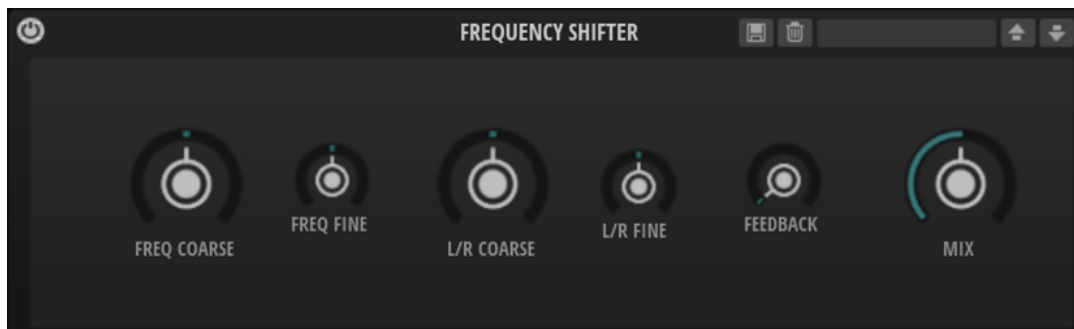 FREQUENCY SHIFTER
FREQ COARSE
FREQ FINE
L/R COARSE
L/R FINE
FEEDBACK
MIX